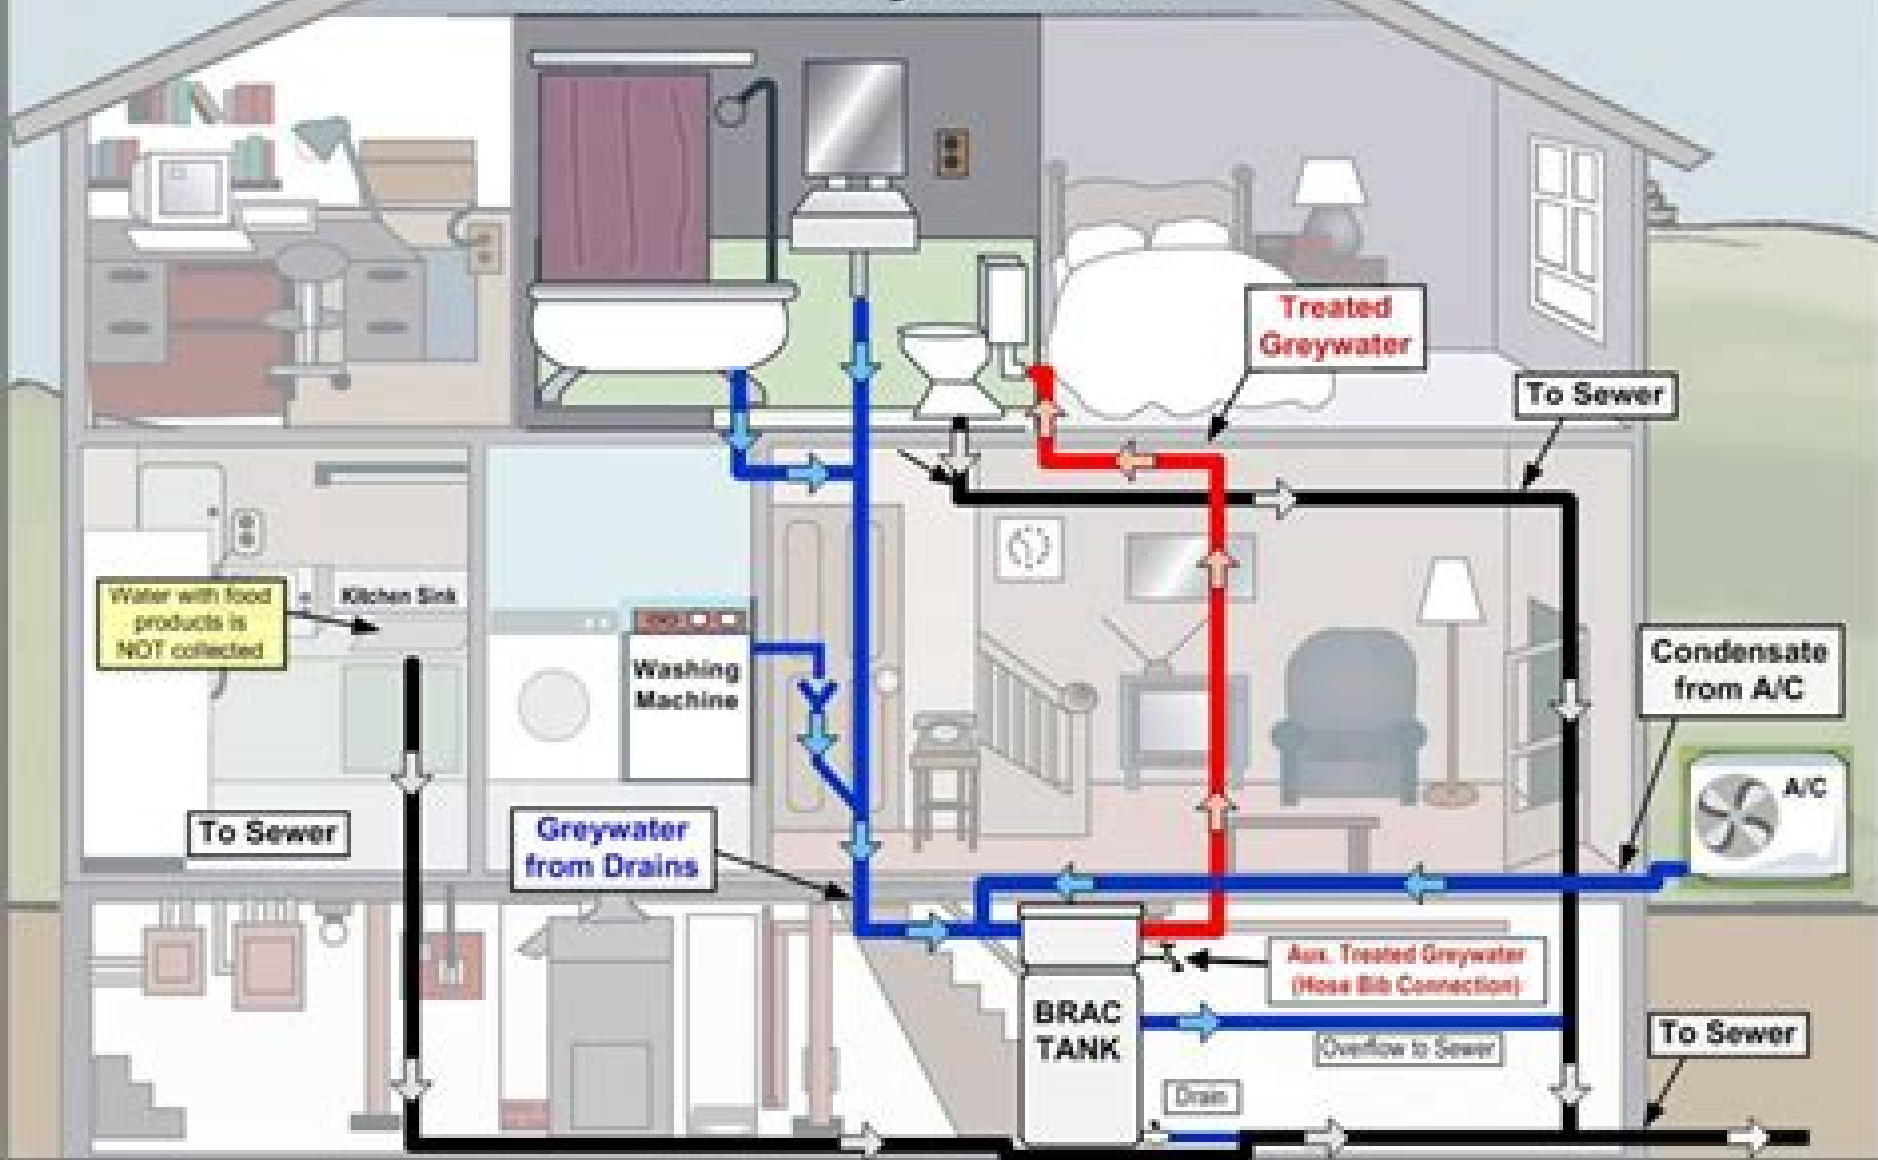 Treated
Greywater
To Sewer
Water with food
products is
NOT collected
Kitchen Sink
Washing
Machine
Condensate
from A/C
A/C
To Sewer
Greywater
from Drains
Aux. Treated Greywater
(Hose Bib Connection)
BRAC
TANK
Overflow to Sewer
To Sewer
Drain